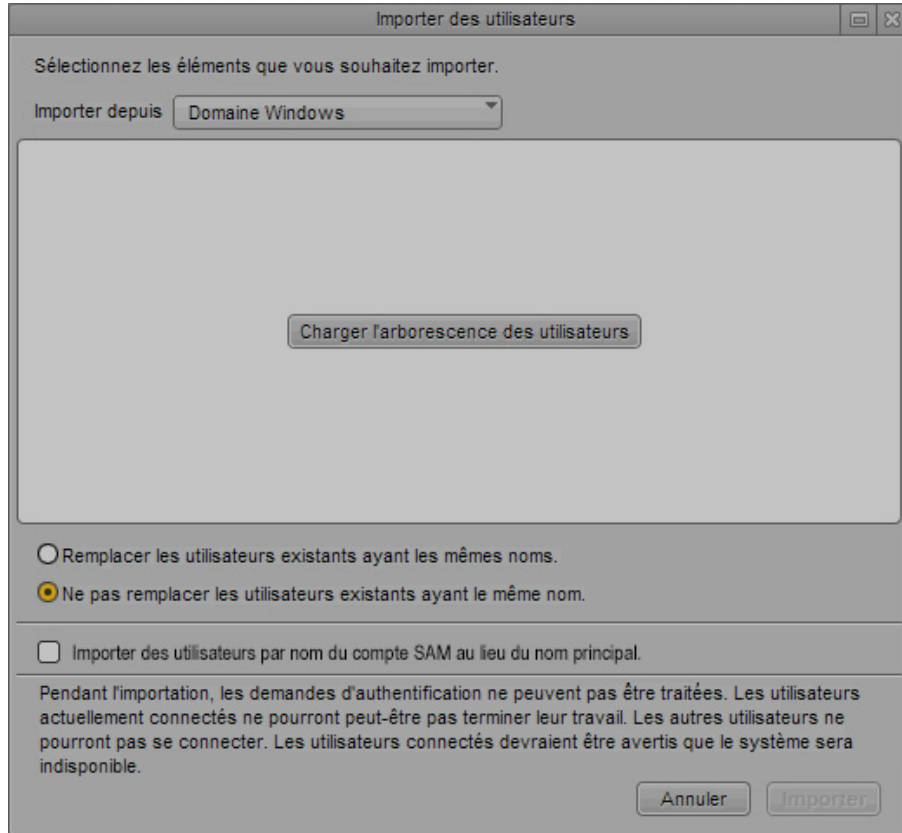 Importer des utilisateurs
Sélectionnez les éléments que vous souhaitez importer.
Importer depuis Domaine Windows
Charger l'arborescence des utilisateurs
Remplacer les utilisateurs existants ayant les mêmes noms.
Ne pas remplacer les utilisateurs existants ayant le même nom.
Importer des utilisateurs par nom du compte SAM au lieu du nom principal.
Pendant l'importation, les demandes d'authentification ne peuvent pas être traitées. Les utilisateurs
actuellement connectés ne pourront peut-être pas terminer leur travail. Les autres utilisateurs ne
pourront pas se connecter. Les utilisateurs connectés devraient être avertis que le système sera
indisponible.
Annuler Importer